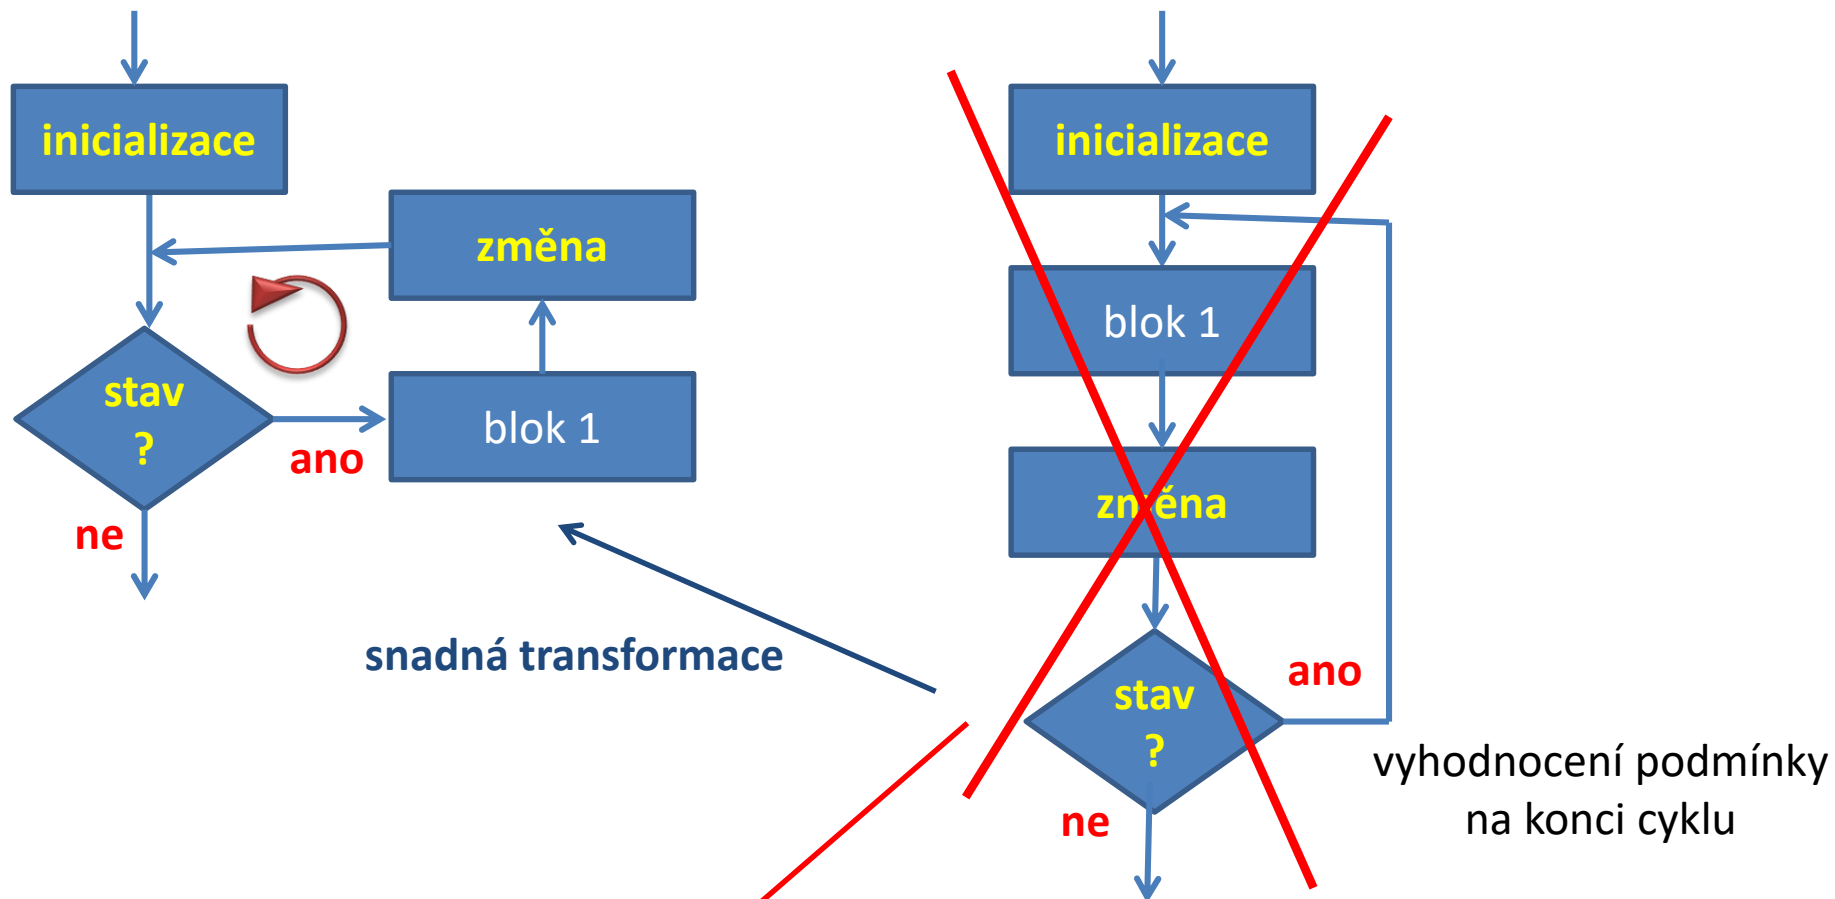 inicializace
změna
stav
?
ano
blok 1
ne
snadná transformace
inicializace
blok 1
změna
stav
?
ano
ne
vyhodnocení podmínky
na konci cyklu